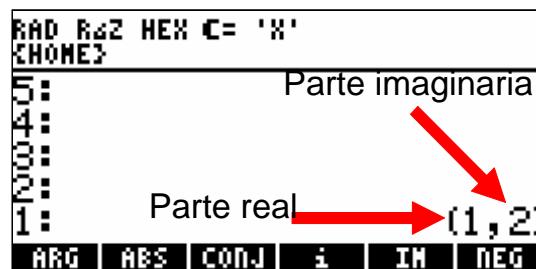 RAD R∡Z HEX C= 'X'
{HOME}
5:
Parte imaginaria
4:
3:
2:
Parte real
1: (1,2)
ARG ABS CONJ i IM NEG